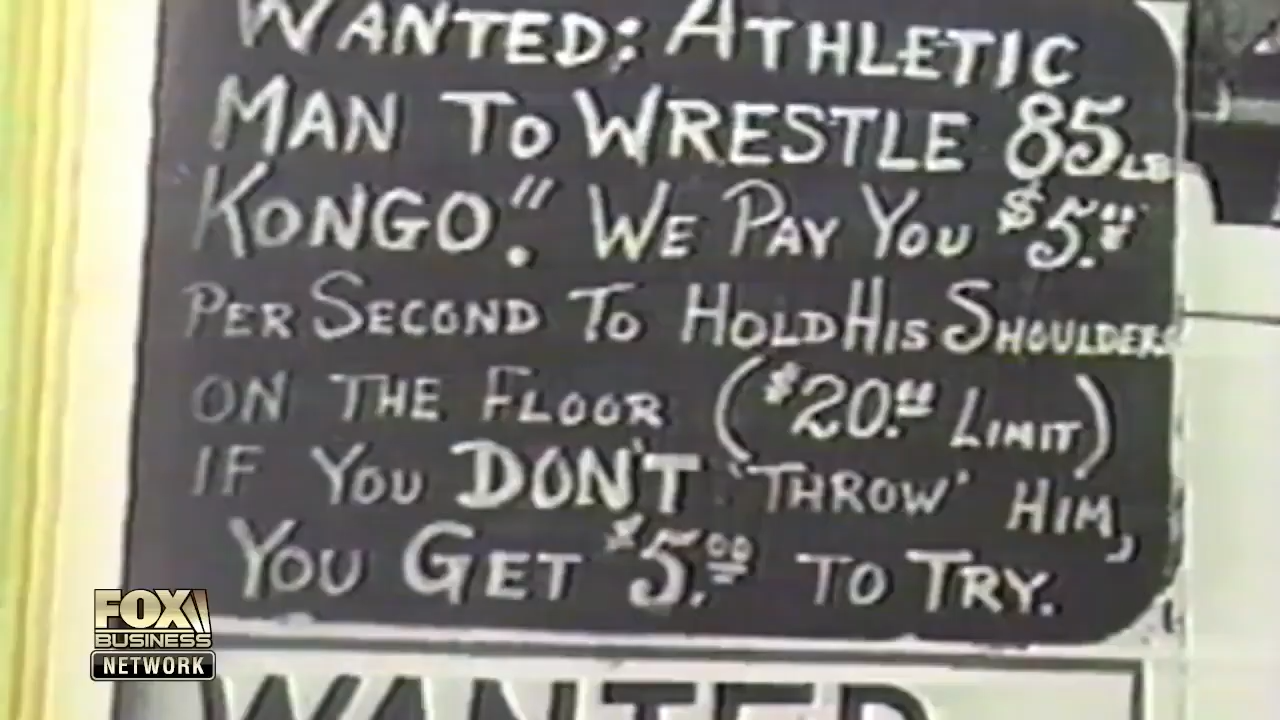 WANTED: ATHLETIC
MAN TO WRESTLE 85LB
KONGO." WE PAY YOU $5.00
PER SECOND TO HOLD HIS SHOULDERS
ON THE FLOOR ($20.00 LIMIT)
IF YOU DON'T 'THROW' HIM,
YOU GET $5.00 TO TRY.
FOX
BUSINESS
NETWORK
WANTED